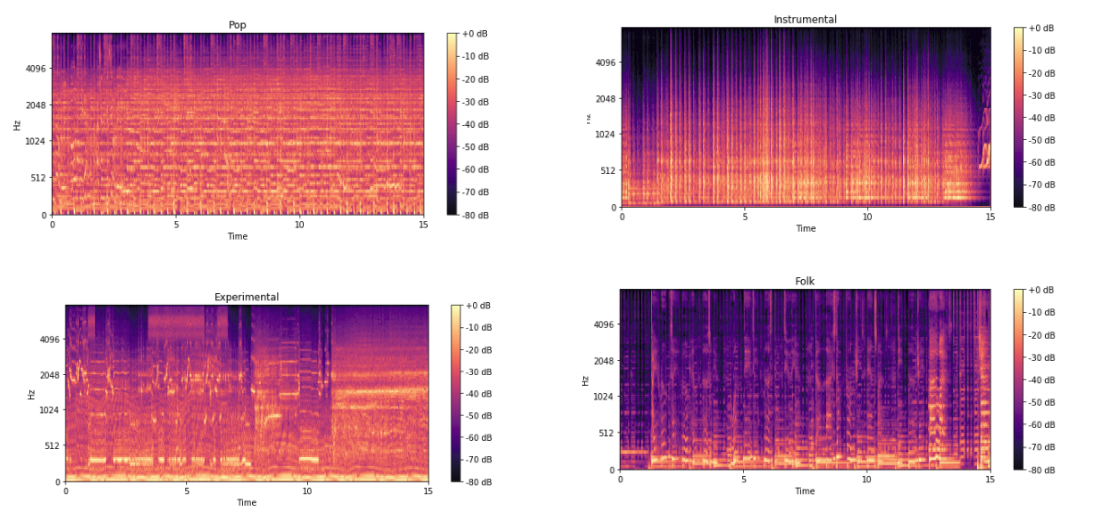 Pop
+0 dB
4096
-10 dB
-20 dB
2048
-30 dB
Hz
1024
-40 dB
-50 dB
512
-60 dB
-70 dB
0
-80 dB
0 5 10 15
Time
Instrumental
+0 dB
4096
-10 dB
-20 dB
2048
-30 dB
1024
-40 dB
-50 dB
512
-60 dB
-70 dB
0
-80 dB
0 5 10 15
Time
Experimental
+0 dB
4096
-10 dB
-20 dB
2048
-30 dB
Hz
1024
-40 dB
-50 dB
512
-60 dB
-70 dB
0
-80 dB
0 5 10 15
Time
Folk
+0 dB
4096
-10 dB
-20 dB
2048
-30 dB
Hz
1024
-40 dB
-50 dB
512
-60 dB
-70 dB
0
-80 dB
0 5 10 15
Time